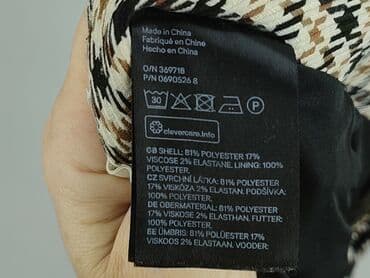 Made in China
Fabriqué en Chine
Hecho en China
O/N 369718
P/N 0690526 8
30
P
clevercare.info
GB SHELL: 81% POLYESTER 17%
VISCOSE 2% ELASTANE. LINING: 100%
POLYESTER.
CZ SVRCHNÍ LÁTKA: 81% POLYESTER
17% VISKÓZA 2% ELASTAN. PODŠÍVKA:
100% POLYESTER.
DE OBERMATERIAL: 81% POLYESTER
17% VISKOSE 2% ELASTHAN. FUTTER:
100% POLYESTER.
EE ÜMBRIS: 81% POLÜESTER 17%
VISKOOS 2% ELASTAAN. VOODER: